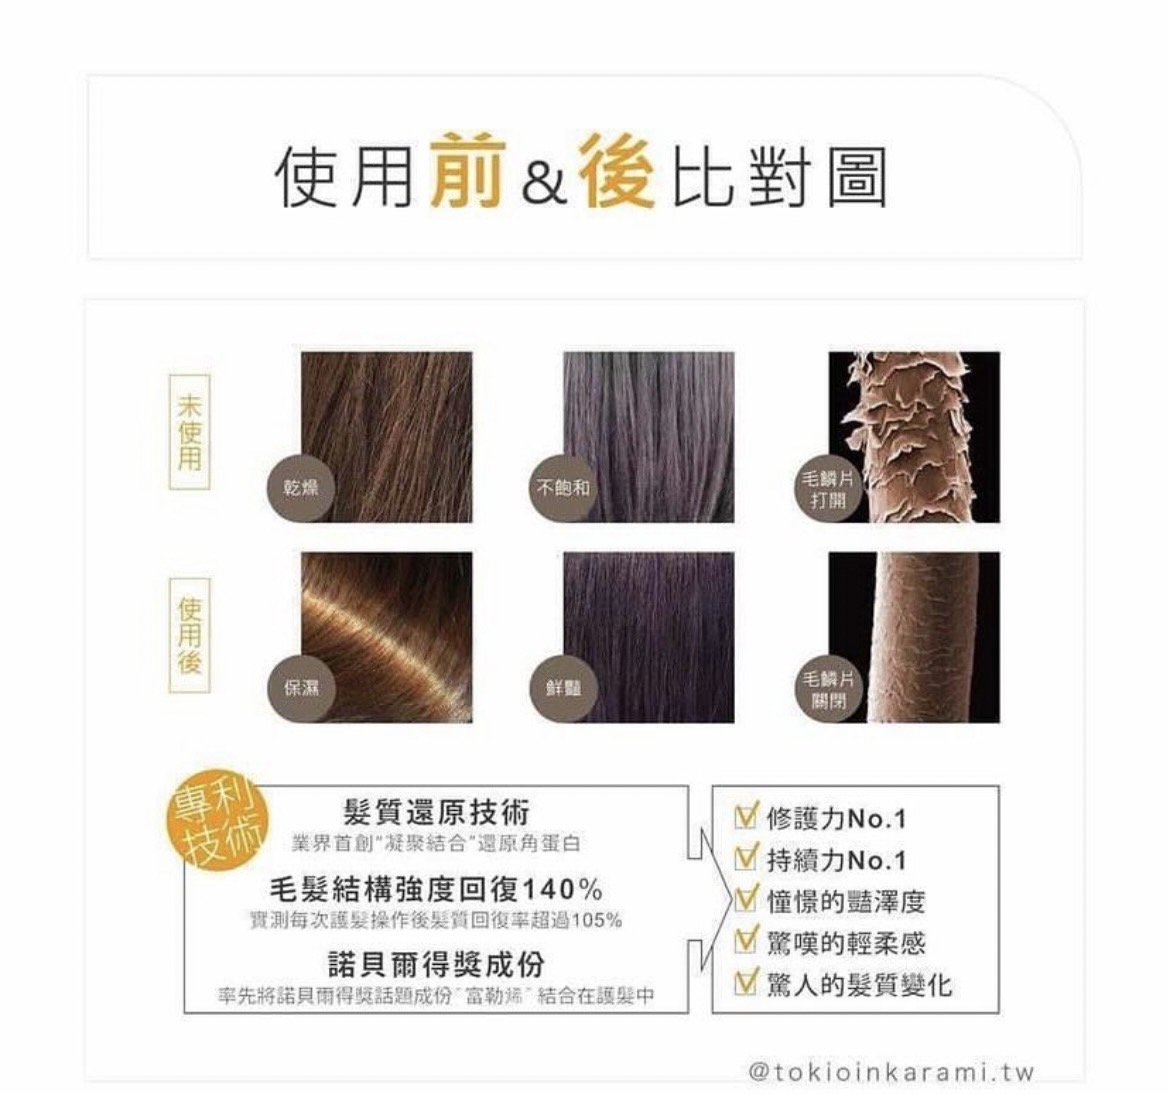 使用前&後比對圖
未使用
乾燥
不飽和
毛鱗片
打開
使用後
保濕
鮮豔
毛鱗片
關閉
專利
技術
髮質還原技術
業界首創"凝聚結合"還原角蛋白
毛髮結構強度回復140%
實測每次護髮操作後髮質回復率超過105%
諾貝爾得獎成份
率先將諾貝爾得獎話題成份"富勒烯"結合在護髮中
修護力No.1
持續力No.1
憧憬的豔澤度
驚嘆的輕柔感
驚人的髮質變化
@tokioinkarami.tw